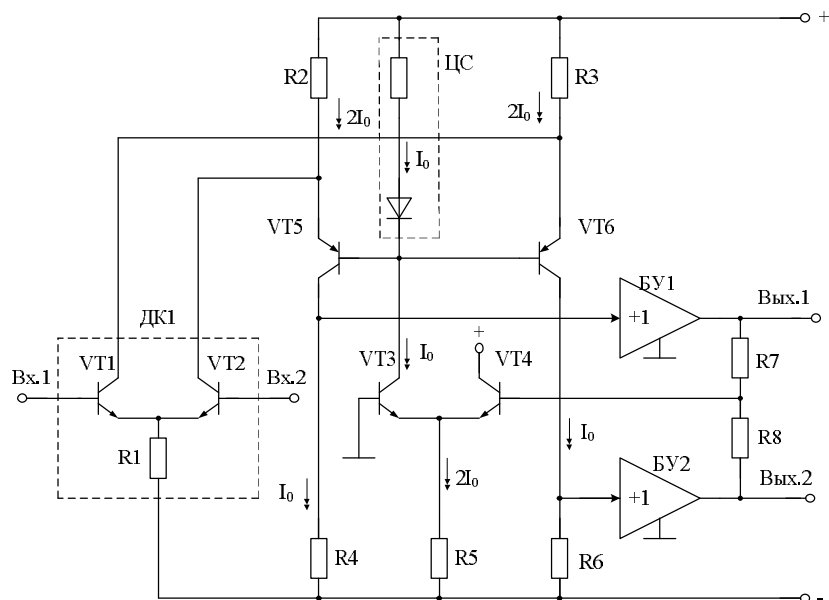 +
R2
ЦС
R3
2I₀
2I₀
I₀
VT5
VT6
БУ1
Вых.1
+1
ДК1
+
VT1
VT2
VT3
I₀
VT4
R7
Вх.1
Вх.2
R1
I₀
R8
БУ2
Вых.2
I₀
2I₀
+1
R4
R5
R6
-